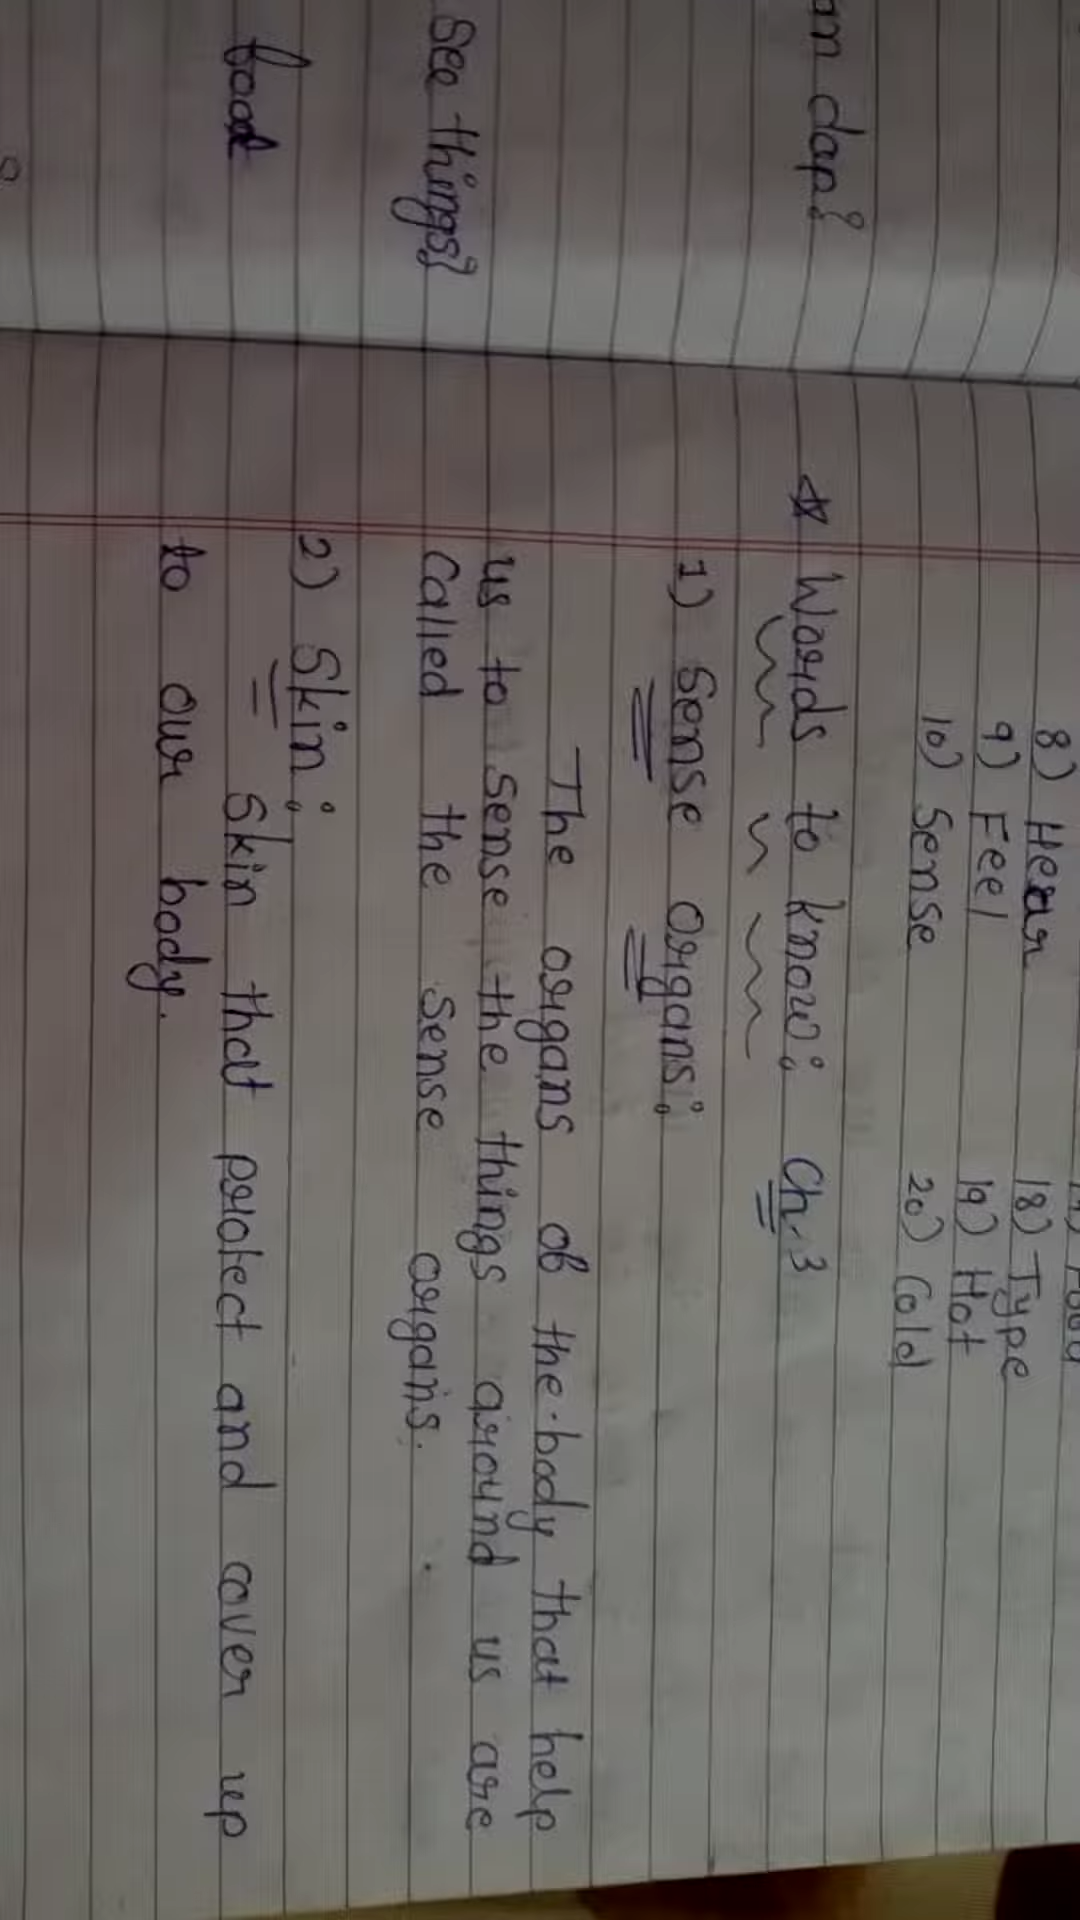 am clap?
see things?
food
8) Hear
9) Feel
10) Sense
18) Type
19) Hot
20) Cold
Words to know: Ch-3
1) Sense organs:
The organs of the body that help
us to sense the things around us are
called the sense organs.
2) Skin:
Skin that protect and cover up
to our body.